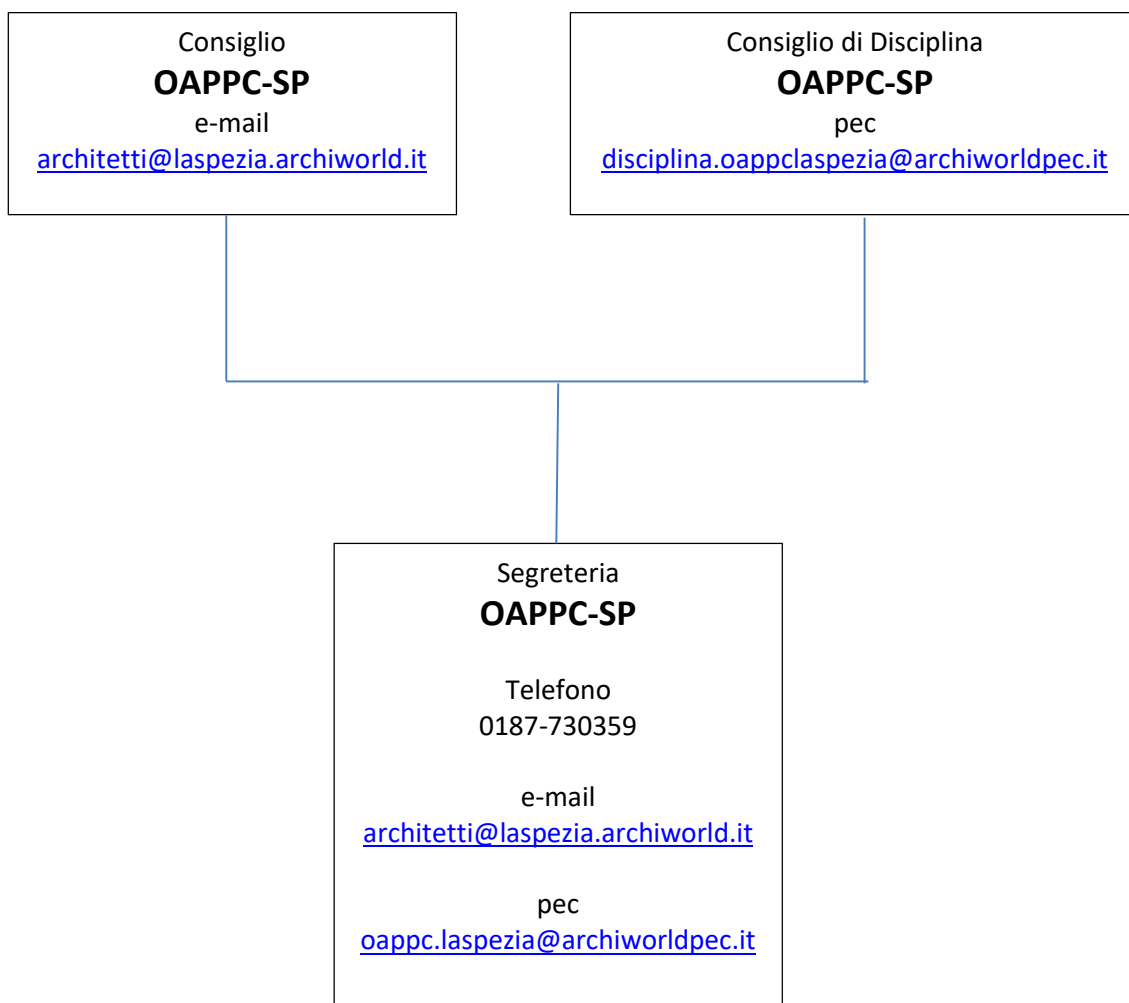 Consiglio
OAPPC-SP
e-mail
architetti@laspezia.archiworld.it
Consiglio di Disciplina
OAPPC-SP
pec
disciplina.oappclaspezia@archiworldpec.it
Segreteria
OAPPC-SP
Telefono
0187-730359
e-mail
architetti@laspezia.archiworld.it
pec
oappc.laspezia@archiworldpec.it